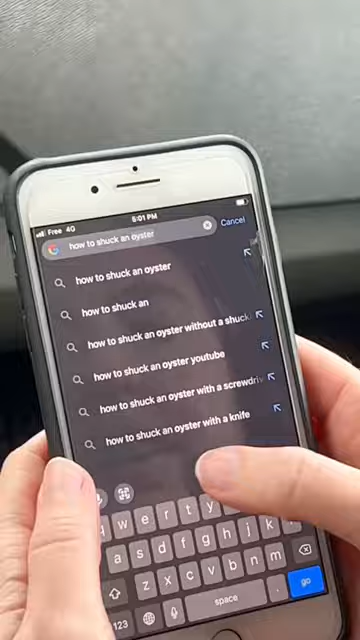 Free 4G 5:01 PM
how to shuck an oyster Cancel
how to shuck an oyster
how to shuck an
how to shuck an oyster without a shuck
how to shuck an oyster youtube
how to shuck an oyster with a screwdri
how to shuck an oyster with a knife
q w e r t y
a s d f g h j k
z x c v b n m
123 space . go